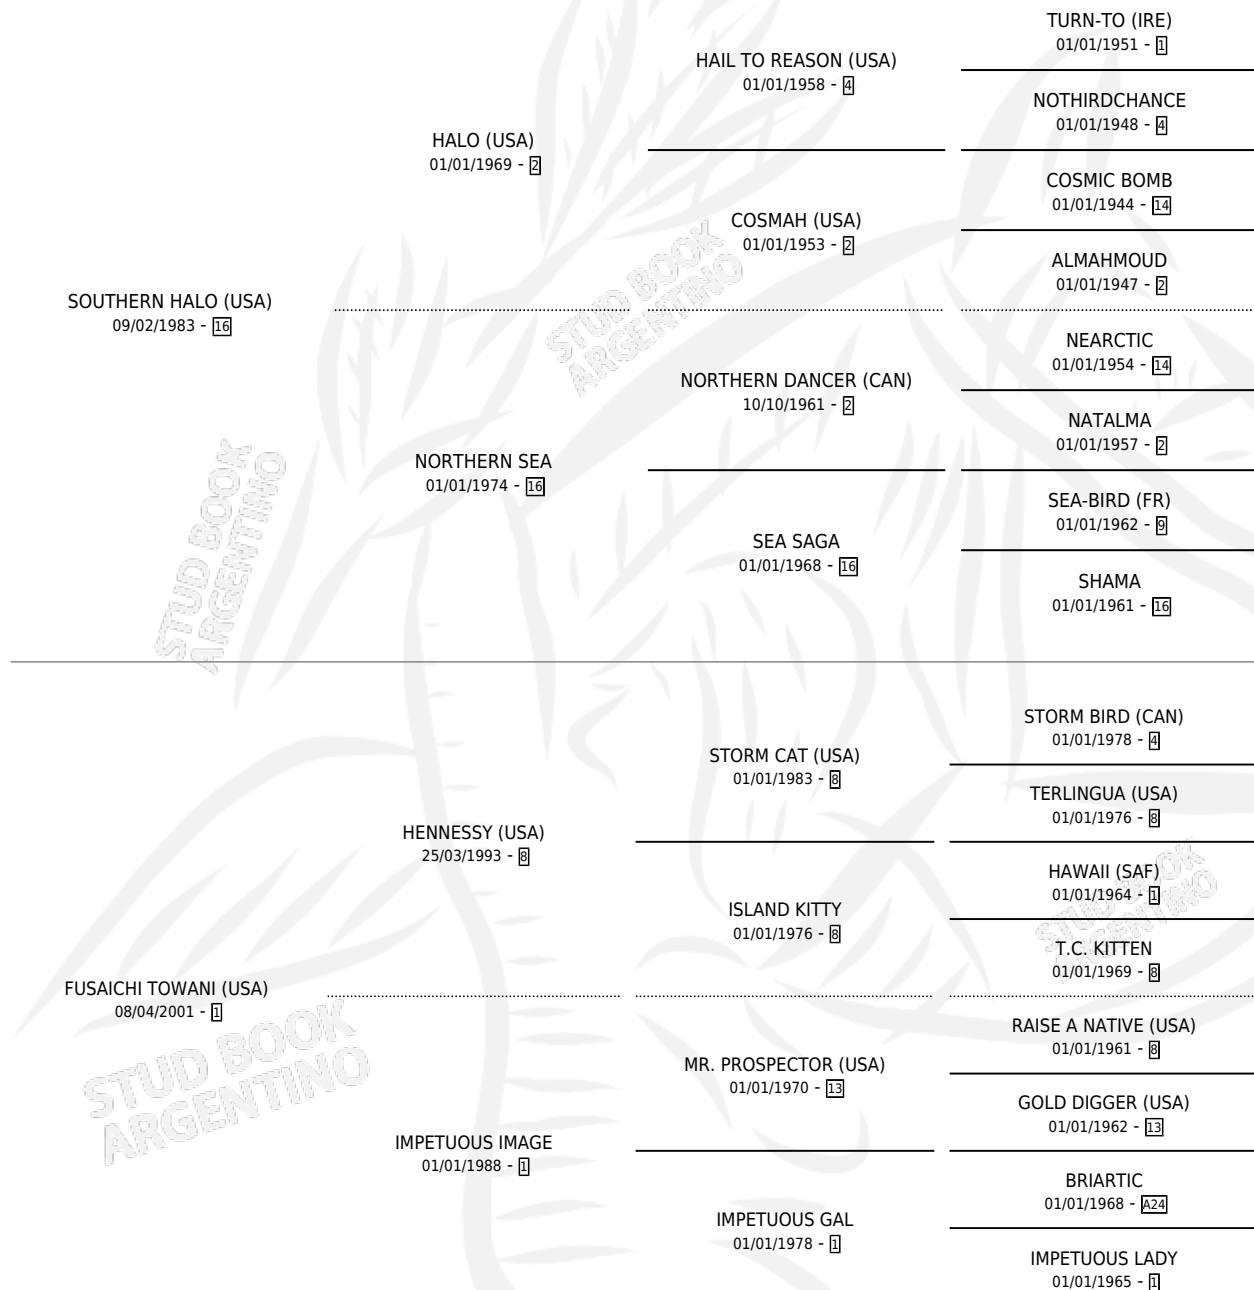 TURN-TO (IRE)
01/01/1951 - 1
HAIL TO REASON (USA)
01/01/1958 - 4
NOTHIRDCHANCE
01/01/1948 - 4
HALO (USA)
01/01/1969 - 2
COSMIC BOMB
01/01/1944 - 14
COSMAH (USA)
01/01/1953 - 2
ALMAHMOUD
01/01/1947 - 2
SOUTHERN HALO (USA)
09/02/1983 - 16
NEARCTIC
01/01/1954 - 14
NORTHERN DANCER (CAN)
10/10/1961 - 2
NATALMA
01/01/1957 - 2
NORTHERN SEA
01/01/1974 - 16
SEA-BIRD (FR)
01/01/1962 - 9
SEA SAGA
01/01/1968 - 16
SHAMA
01/01/1961 - 16
STUD BOOK
ARGENTINO
STUD BOOK
ARGENTINO
STORM BIRD (CAN)
01/01/1978 - 4
STORM CAT (USA)
01/01/1983 - 8
TERLINGUA (USA)
01/01/1976 - 8
HENNESSY (USA)
25/03/1993 - 8
HAWAII (SAF)
01/01/1964 - 1
ISLAND KITTY
01/01/1976 - 8
T.C. KITTEN
01/01/1969 - 8
FUSAICHI TOWANI (USA)
08/04/2001 - 1
RAISE A NATIVE (USA)
01/01/1961 - 8
MR. PROSPECTOR (USA)
01/01/1970 - 13
GOLD DIGGER (USA)
01/01/1962 - 13
IMPETUOUS IMAGE
01/01/1988 - 1
BRIARTIC
01/01/1968 - A24
IMPETUOUS GAL
01/01/1978 - 1
IMPETUOUS LADY
01/01/1965 - 1
STUD BOOK
ARGENTINO
STUD BOOK
ARGENTINO